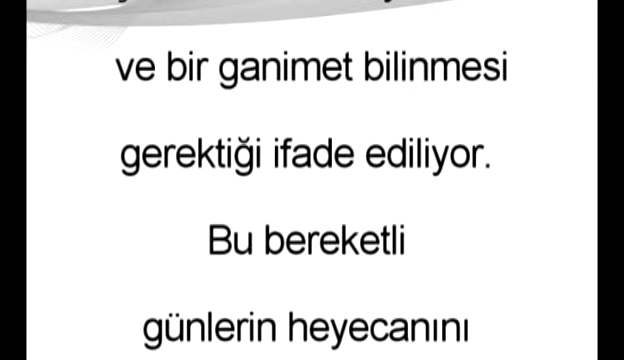 ve bir ganimet bilinmesi
gerektiği ifade ediliyor.
Bu bereketli
günlerin heyecanını